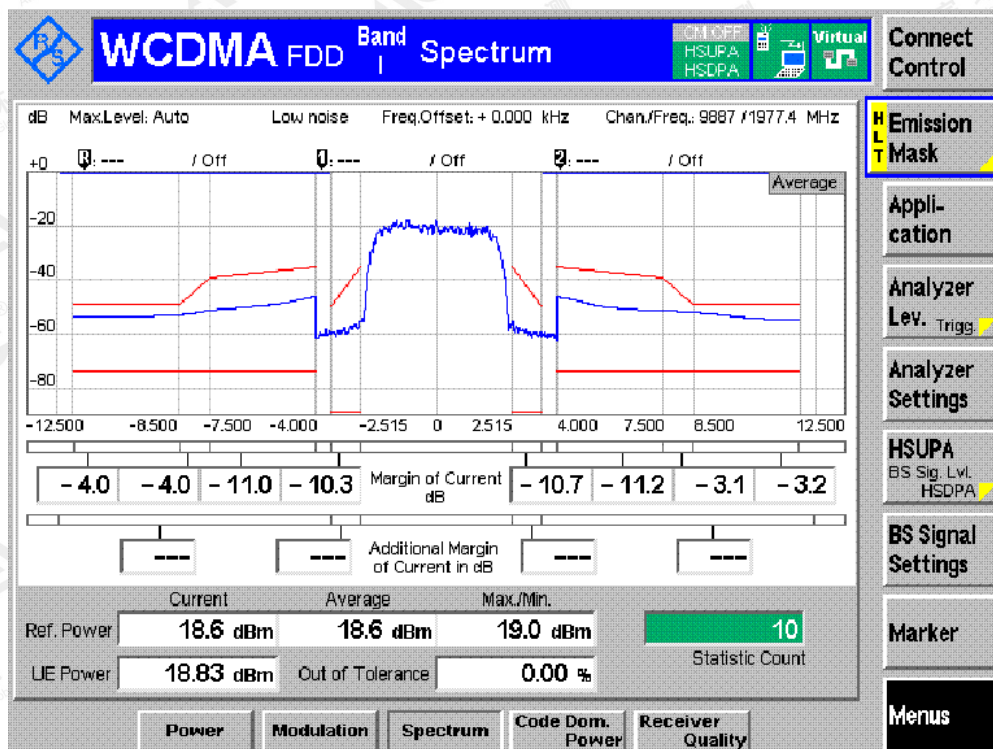 R S
WCDMA FDD Band I Spectrum
CM OFF
HSUPA
HSDPA
Virtual
Connect
Control
dB Max.Level: Auto Low noise Freq.Offset: + 0.000 kHz Chan./Freq.: 9887 / 1977.4 MHz
H
L
T
Emission
Mask
+0 R: --- / Off 1: --- / Off 2: --- / Off
Average
-20
-40
-60
-80
Appli-
cation
Analyzer
Lev. Trigg.
Analyzer
Settings
-12.500 -8.500 -7.500 -4.000 -2.515 0 2.515 4.000 7.500 8.500 12.500
HSUPA
BS Sig. Lvl.
HSDPA
- 4.0 - 4.0 - 11.0 - 10.3 Margin of Current dB - 10.7 - 11.2 - 3.1 - 3.2
BS Signal
Settings
--- --- Additional Margin of Current in dB --- ---
Current Average Max./Min.
Ref. Power 18.6 dBm 18.6 dBm 19.0 dBm 10
Statistic Count
UE Power 18.83 dBm Out of Tolerance 0.00 %
Marker
Menus
Power Modulation Spectrum Code Dom. Power Receiver Quality